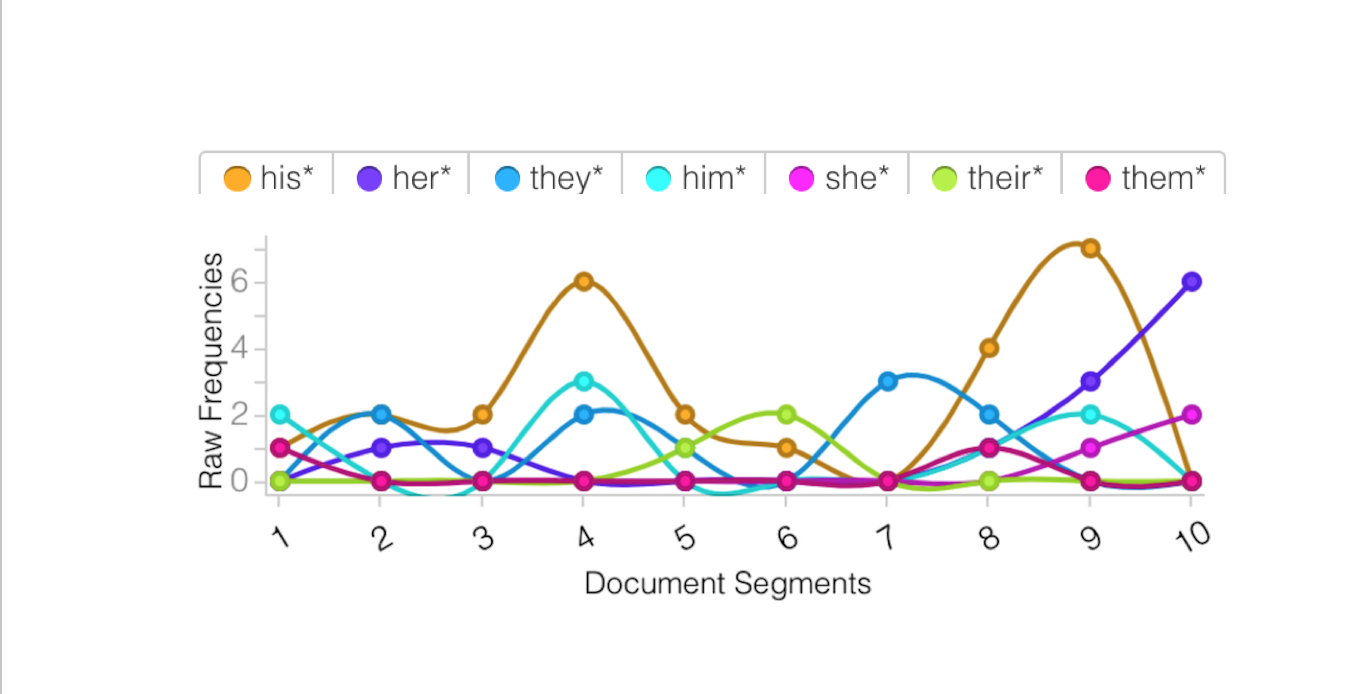 his* her* they* him* she* their* them*
Raw Frequencies
6
4
2
0
1 2 3 4 5 6 7 8 9 10
Document Segments